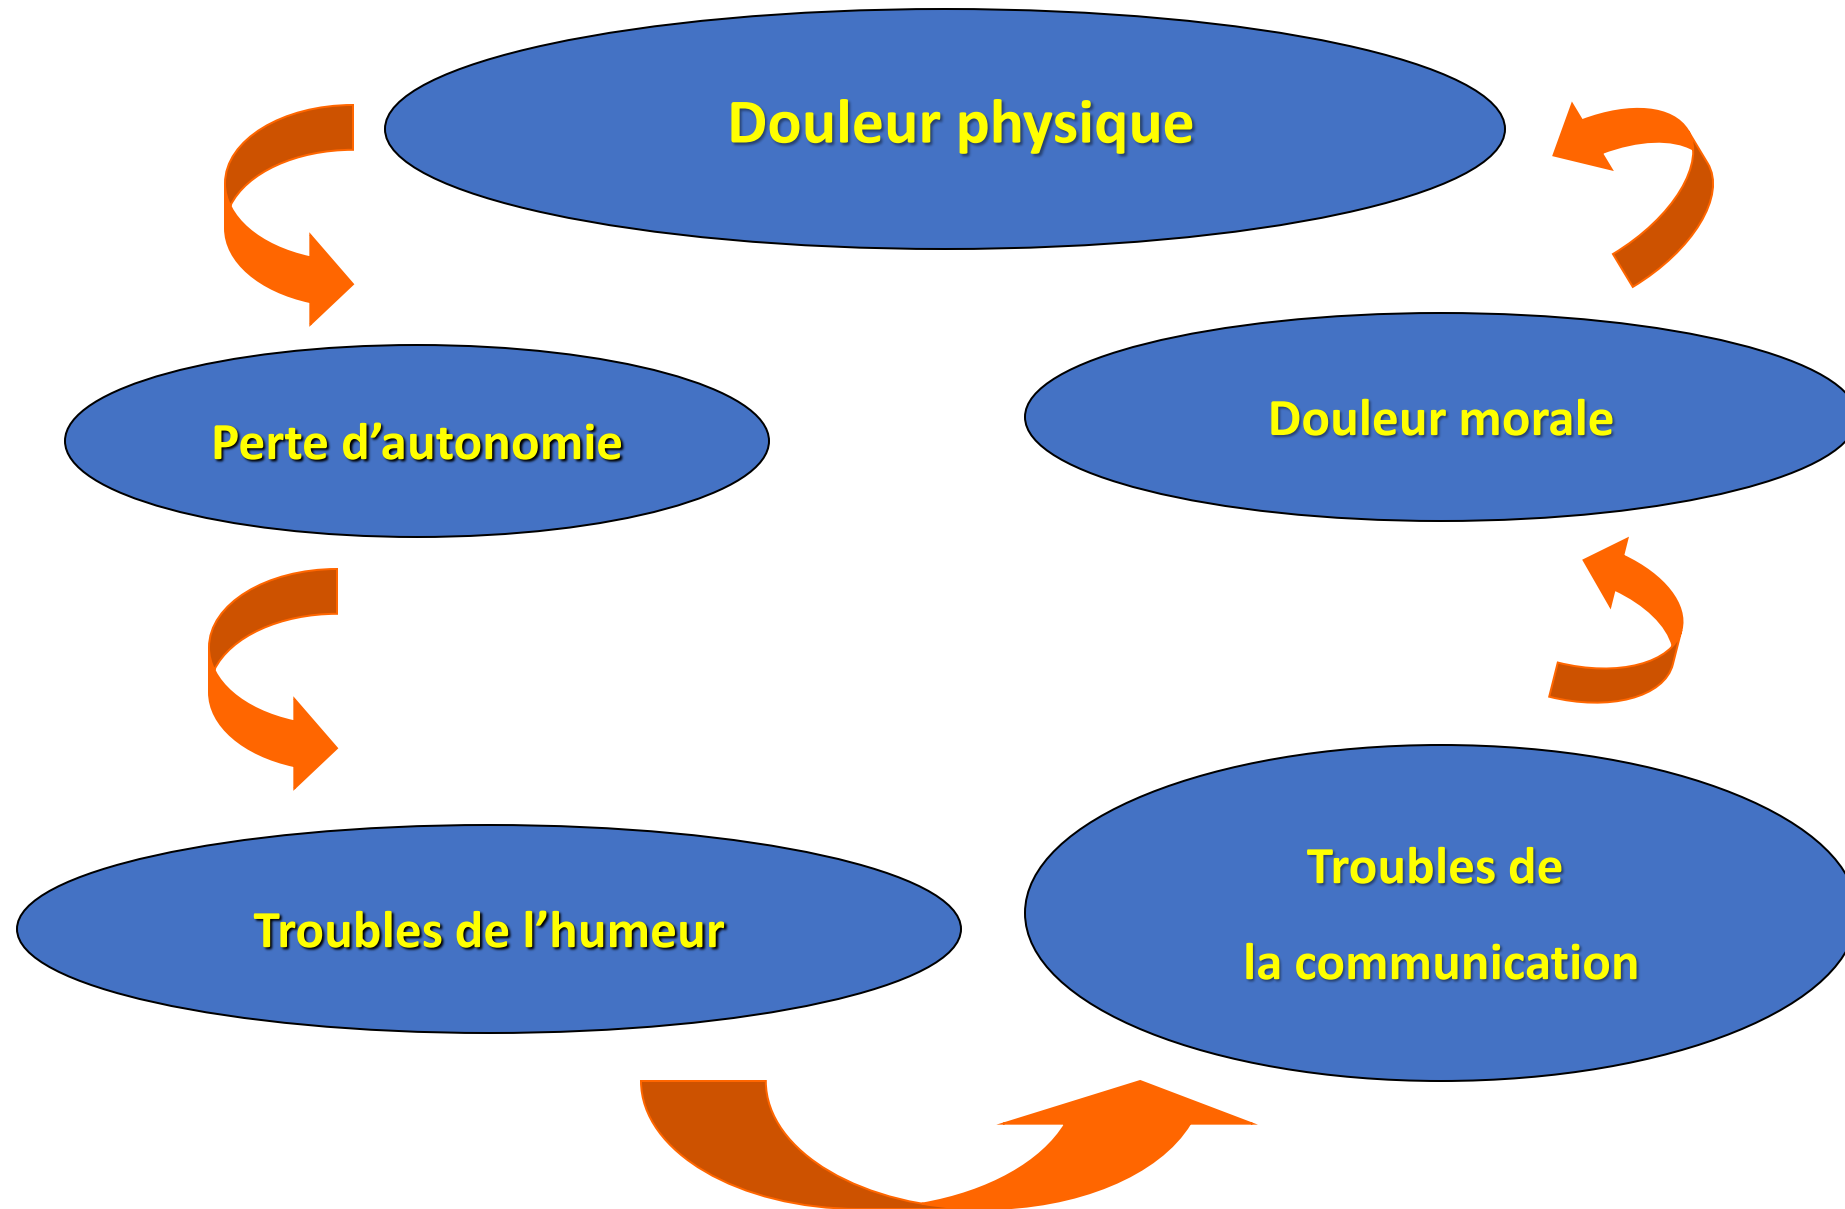 Douleur physique
Perte d’autonomie
Douleur morale
Troubles de l’humeur
Troubles de
la communication